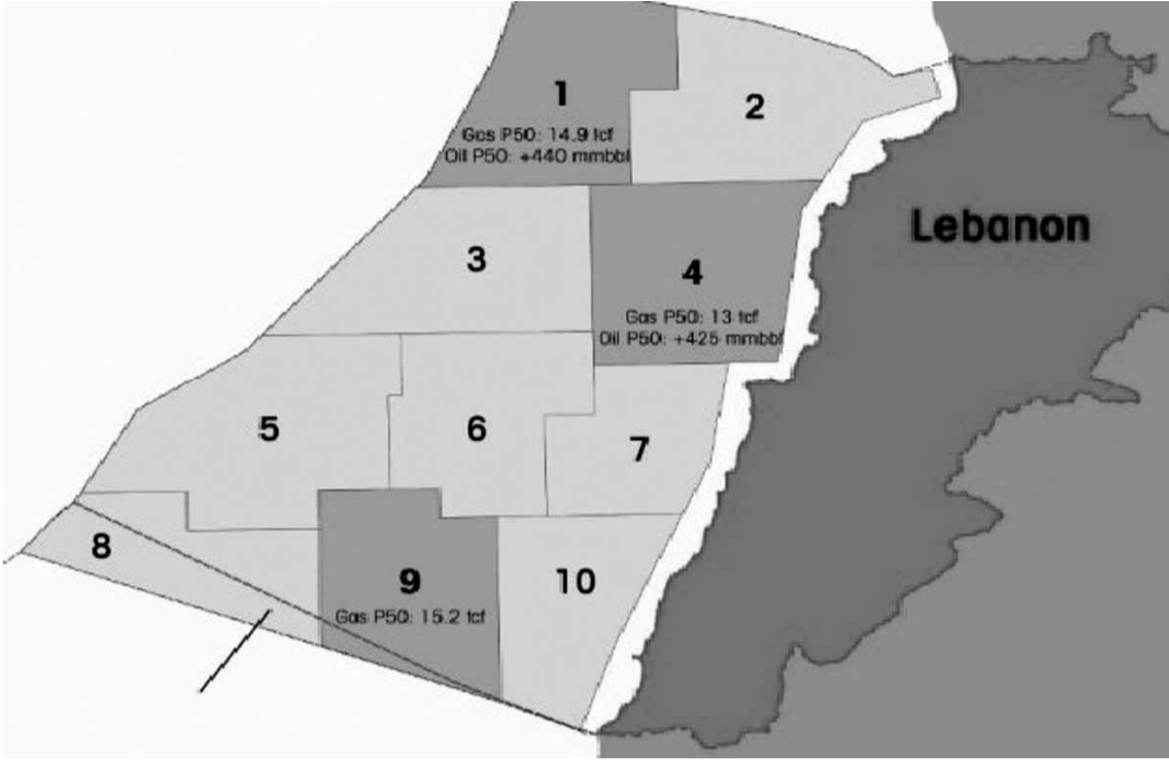 1
Gas P50: 14.9 tcf
Oil P50: +440 mmbbl
2
Lebanon
3
4
Gas P50: 13 tcf
Oil P50: +425 mmbbl
5
6
7
8
9
Gas P50: 15.2 tcf
10